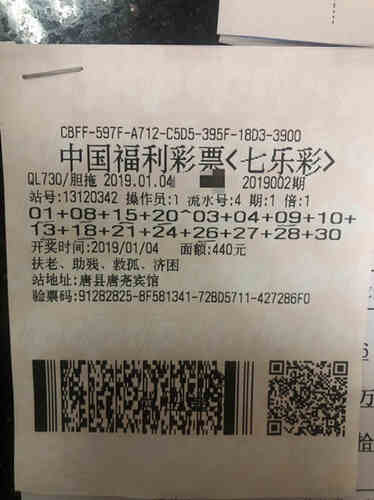 CBFF-597F-A712-C5D5-395F-18D3-3900
中国福利彩票<七乐彩>
QL730/胆拖 2019.01.04 2019002期
站号:13120342 操作员:1 流水号:4 期:1 倍:1
01+08+15+20^03+04+09+10+
13+18+21+24+26+27+28+30
开奖时间:2019/01/04 面额:440元
扶老、助残、救孤、济困
站地址:唐县唐尧宾馆
验票码:91282825-8F581341-72BD5711-427286F0
万
拾